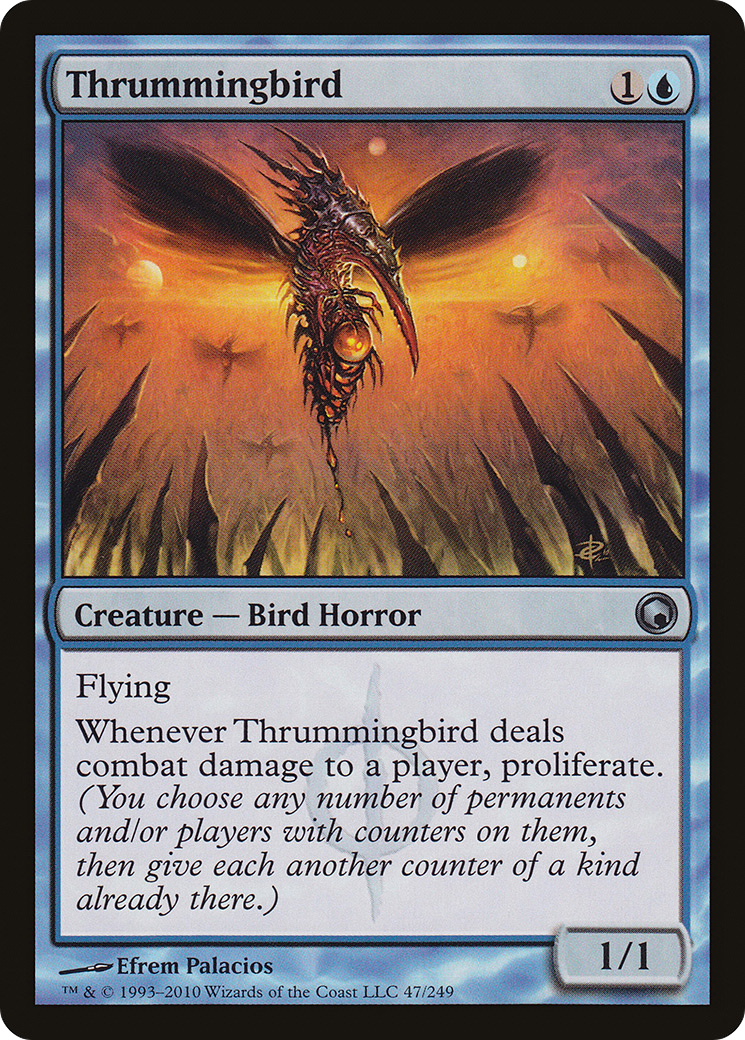 Thrummingbird
1
Creature — Bird Horror
Flying
Whenever Thrummingbird deals
combat damage to a player, proliferate.
(You choose any number of permanents
and/or players with counters on them,
then give each another counter of a kind
already there.)
1/1
Efrem Palacios
™ & © 1993–2010 Wizards of the Coast LLC 47/249